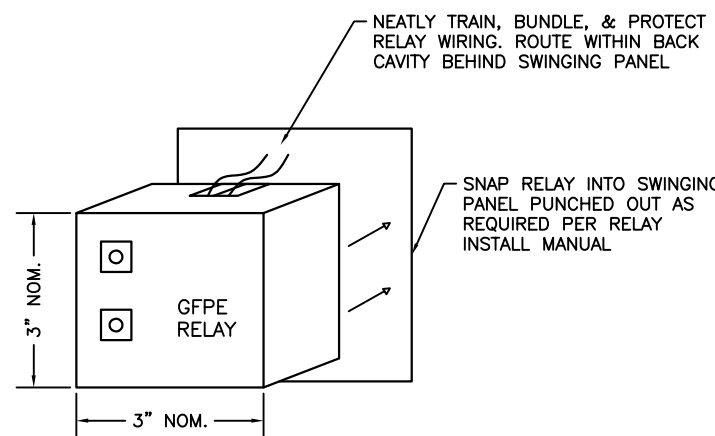 NEATLY TRAIN, BUNDLE, & PROTECT
RELAY WIRING. ROUTE WITHIN BACK
CAVITY BEHIND SWINGING PANEL
SNAP RELAY INTO SWINGING
PANEL PUNCHED OUT AS
REQUIRED PER RELAY
INSTALL MANUAL
GFPE
RELAY
3" NOM.
3" NOM.